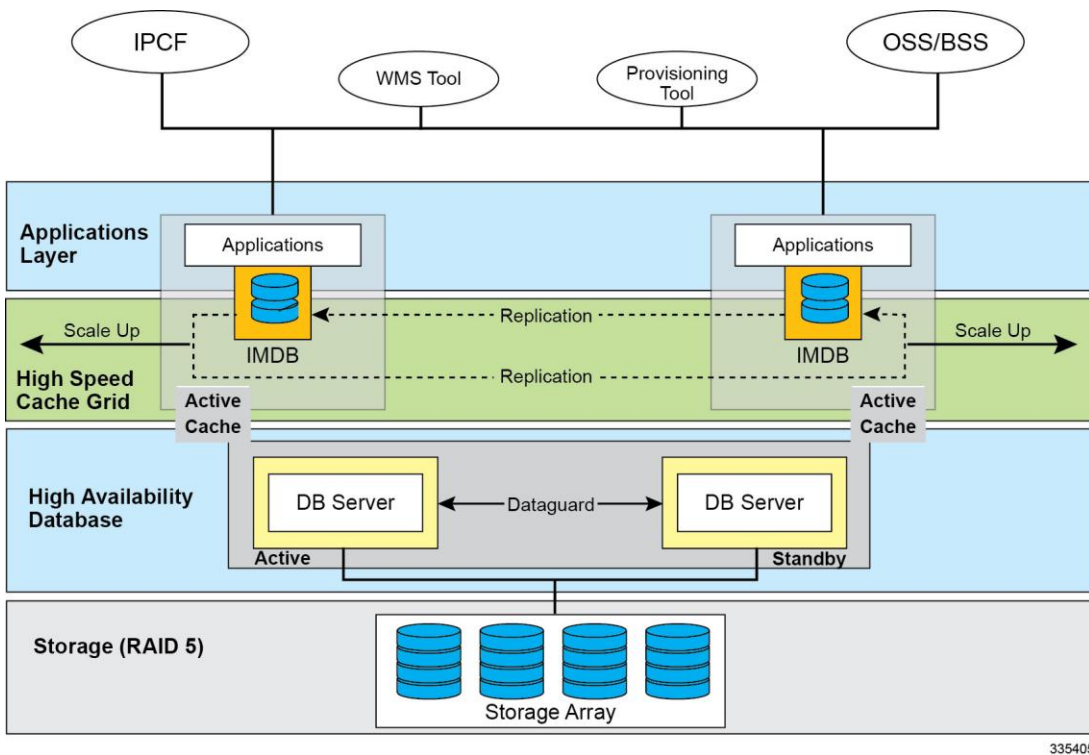 IPCF
OSS/BSS
WMS Tool
Provisioning
Tool
Applications
Layer
Applications
Applications
Scale Up
Replication
Scale Up
IMDB
IMDB
Replication
High Speed
Cache Grid
Active
Cache
Active
Cache
High Availability
Database
DB Server
Dataguard
DB Server
Active
Standby
Storage (RAID 5)
Storage Array